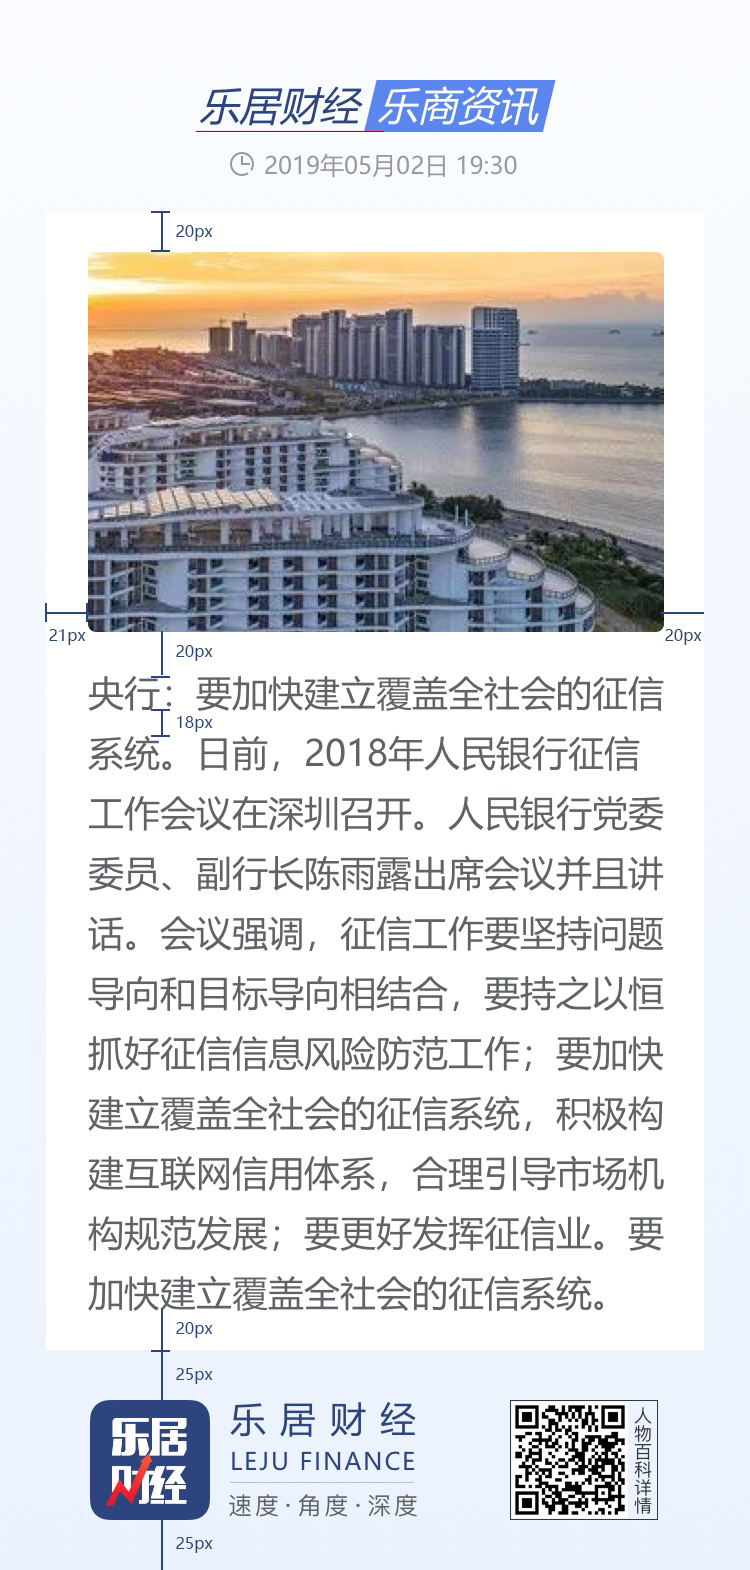 乐居财经 乐商资讯
2019年05月02日 19:30
20px
21px
20px
20px
央行：要加快建立覆盖全社会的征信
18px
系统。日前，2018年人民银行征信
工作会议在深圳召开。人民银行党委
委员、副行长陈雨露出席会议并且讲
话。会议强调，征信工作要坚持问题
导向和目标导向相结合，要持之以恒
抓好征信信息风险防范工作；要加快
建立覆盖全社会的征信系统，积极构
建互联网信用体系，合理引导市场机
构规范发展；要更好发挥征信业。要
加快建立覆盖全社会的征信系统。
20px
25px
乐居
财经
乐居财经
LEJU FINANCE
速度·角度·深度
人物百科详情
25px